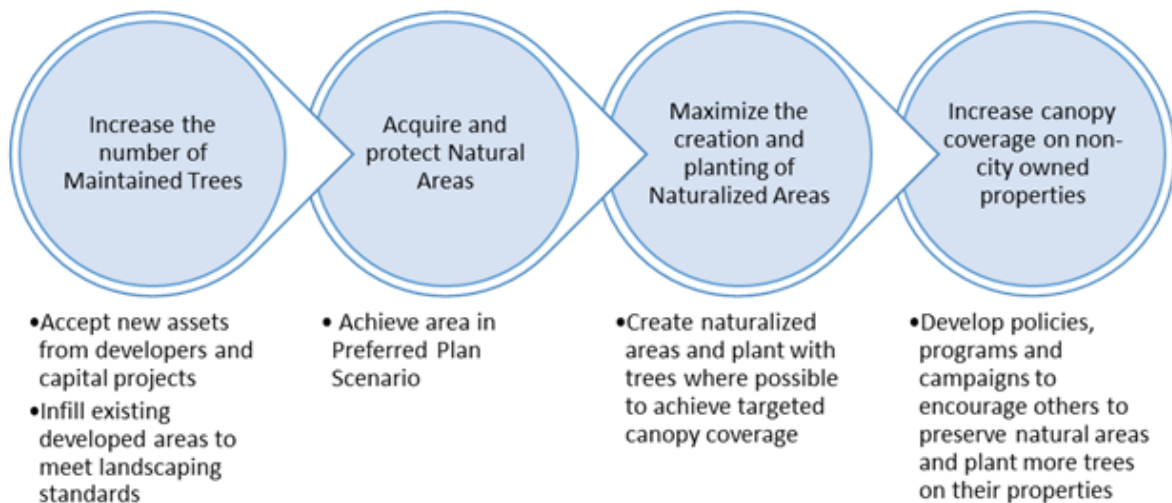 Increase the
number of
Maintained Trees
Acquire and
protect Natural
Areas
Maximize the
creation and
planting of
Naturalized Areas
Increase canopy
coverage on non-
city owned
properties
•Accept new assets
from developers and
capital projects
•Infill existing
developed areas to
meet landscaping
standards
• Achieve area in
Preferred Plan
Scenario
•Create naturalized
areas and plant with
trees where possible
to achieve targeted
canopy coverage
•Develop policies,
programs and
campaigns to
encourage others to
preserve natural areas
and plant more trees
on their properties